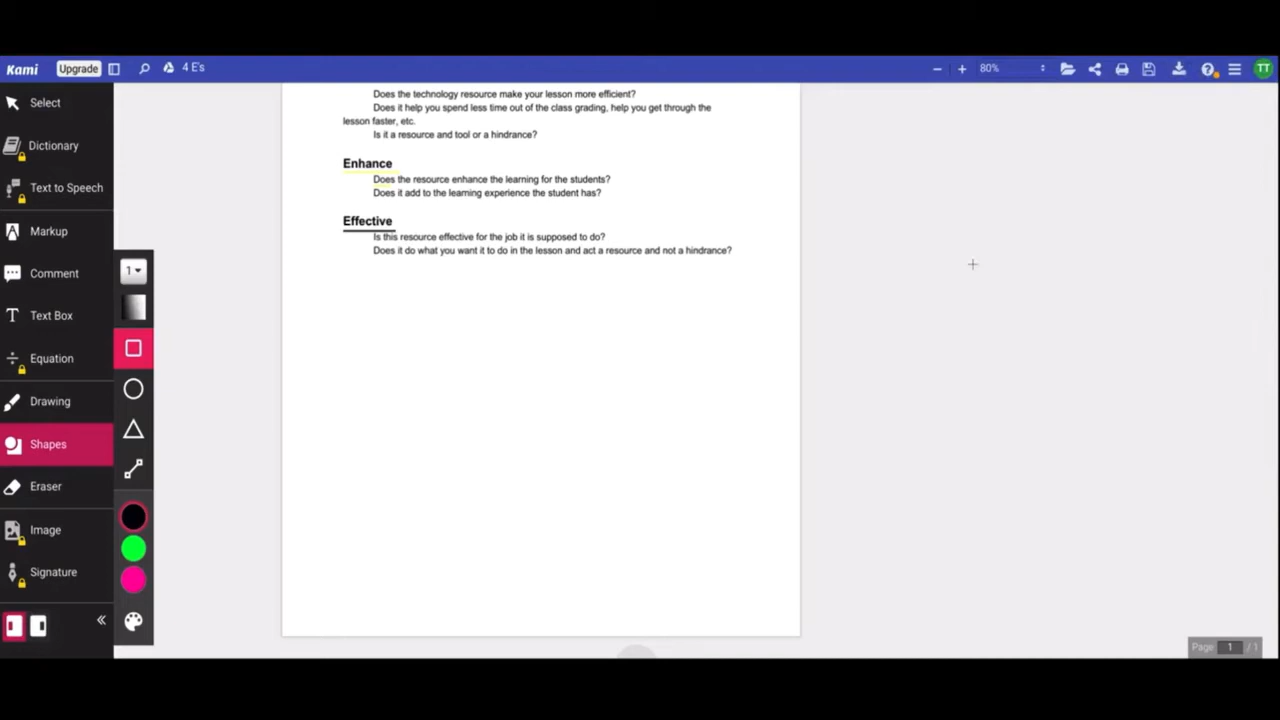 Kami Upgrade 4 E's 80% TT
Select
Dictionary
Text to Speech
Markup
Comment
Text Box
Equation
Drawing
Shapes
Eraser
Image
Signature
1
Does the technology resource make your lesson more efficient?
Does it help you spend less time out of the class grading, help you get through the
lesson faster, etc.
Is it a resource and tool or a hindrance?
Enhance
Does the resource enhance the learning for the students?
Does it add to the learning experience the student has?
Effective
Is this resource effective for the job it is supposed to do?
Does it do what you want it to do in the lesson and act a resource and not a hindrance?
Page 1 / 1